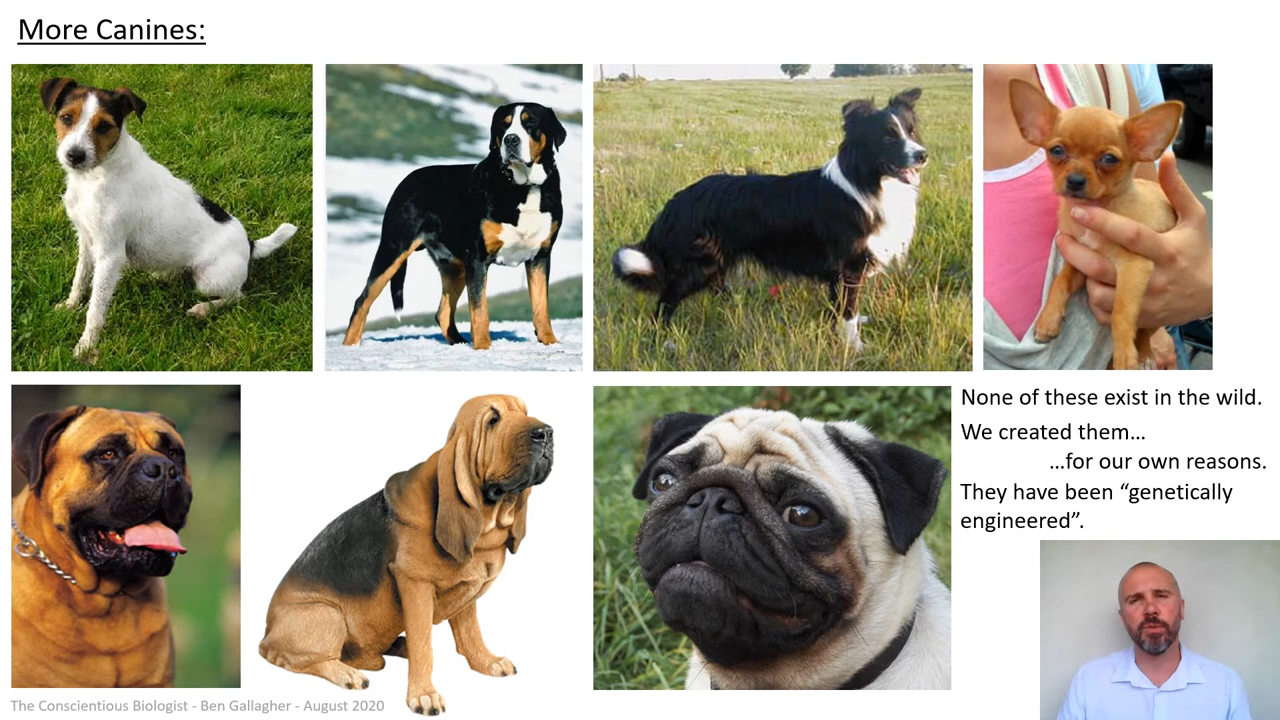 More Canines:
None of these exist in the wild.
We created them…
…for our own reasons.
They have been “genetically
engineered”.
The Conscientious Biologist - Ben Gallagher - August 2020